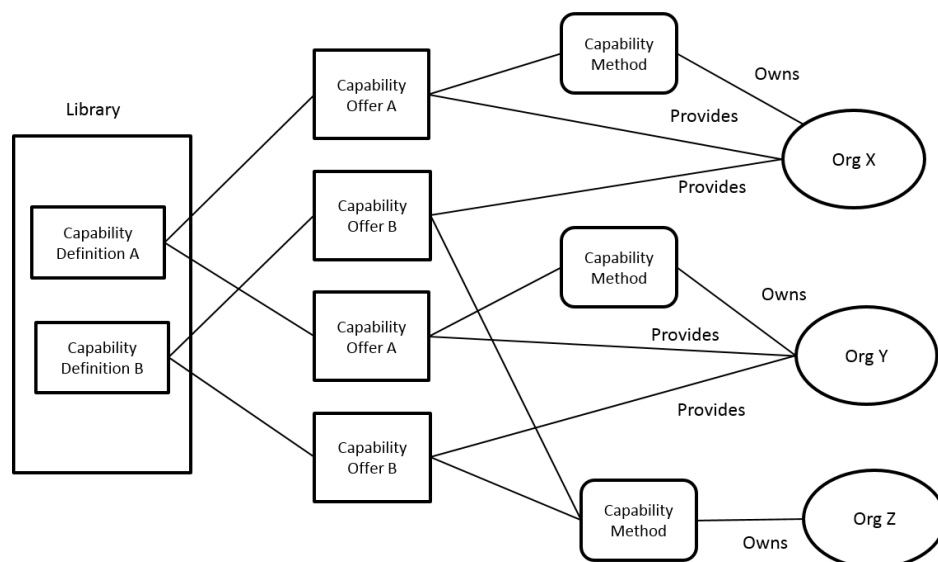 Library
Capability
Definition A
Capability
Definition B
Capability
Offer A
Capability
Offer B
Capability
Offer A
Capability
Offer B
Capability
Method
Owns
Provides
Org X
Provides
Capability
Method
Owns
Provides
Org Y
Provides
Capability
Method
Owns
Org Z